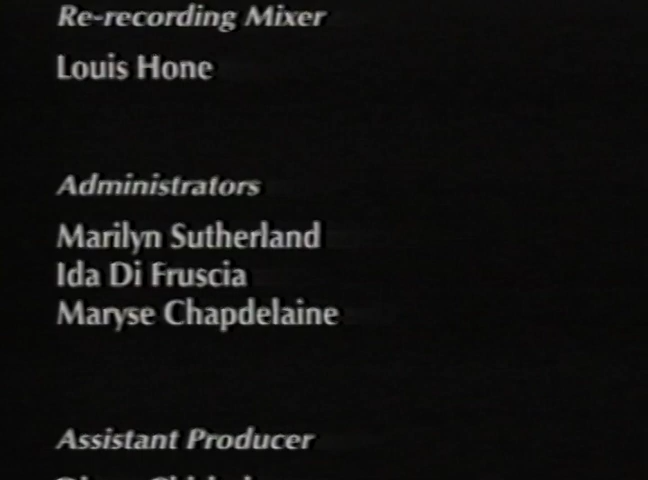 Re-recording Mixer
Louis Hone
Administrators
Marilyn Sutherland
Ida Di Fruscia
Maryse Chapdelaine
Assistant Producer